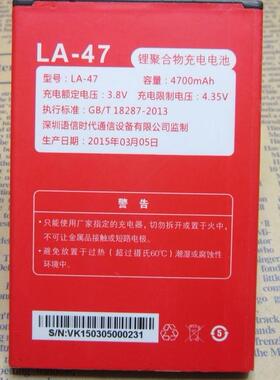 LA-47
锂聚合物充电电池
型号：LA-47
容量：4700mAh
充电额定电压：3.8V
充电限制电压：4.35V
执行标准：GB/T 18287-2013
深圳语信时代通信设备有限公司监制
生产日期：2015年03月05日
警告
•只能使用厂家指定的充电器，切勿拆开或置于火中，
不可让金属品接触或短路电极。
•避免放置于过热（超过摄氏60℃）潮湿或腐蚀性
环境中。
S/N:VK150305000231
5